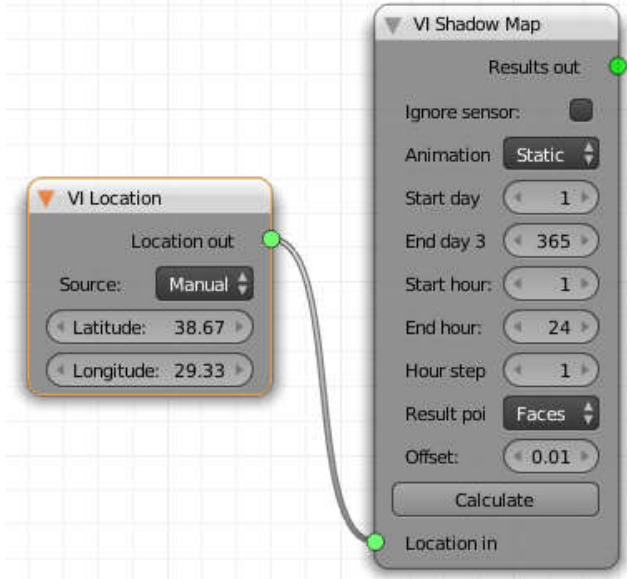 VI Location
Location out
Source: Manual
Latitude: 38.67
Longitude: 29.33
VI Shadow Map
Results out
Ignore sensor:
Animation Static
Start day 1
End day 3 365
Start hour: 1
End hour: 24
Hour step 1
Result poi Faces
Offset: 0.01
Calculate
Location in